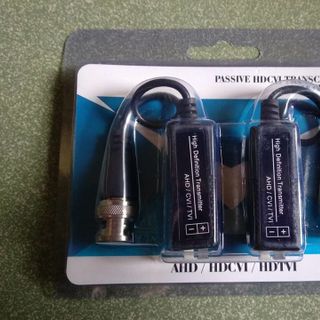 PASSIVE HDCVI TRANSC
High Definition Transmitter
AHD / CVI / TVI
− +
High Definition Transmitter
AHD / CVI / TVI
− +
AHD / HDCVI / HDTVI